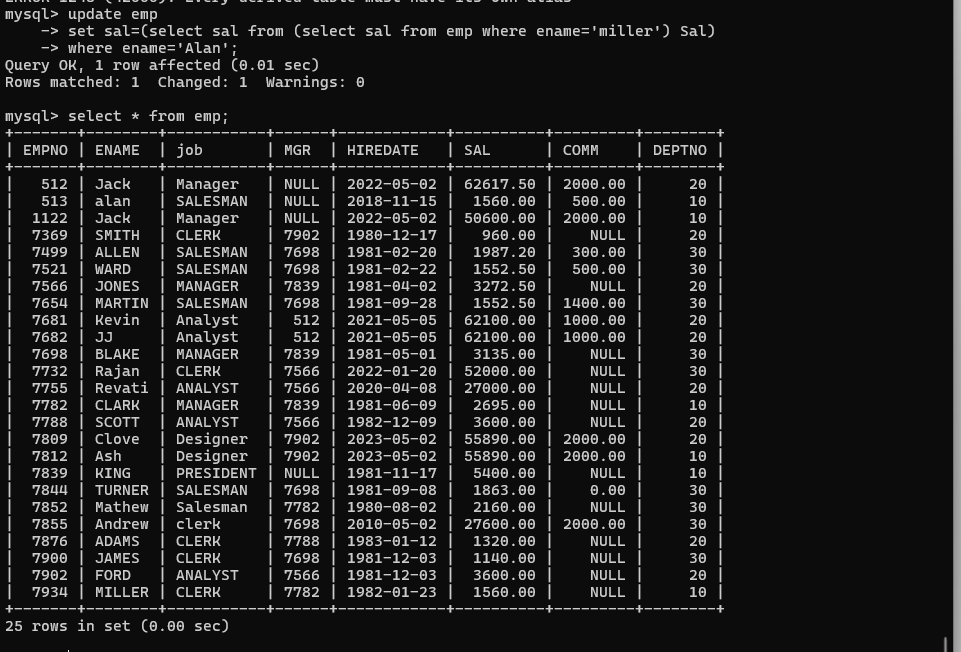 mysql> update emp
    -> set sal=(select sal from (select sal from emp where ename='miller') Sal)
    -> where ename='Alan';
Query OK, 1 row affected (0.01 sec)
Rows matched: 1  Changed: 1  Warnings: 0

mysql> select * from emp;
+-------+--------+-----------+------+------------+----------+---------+--------+
| EMPNO | ENAME  | job       | MGR  | HIREDATE   | SAL      | COMM    | DEPTNO |
+-------+--------+-----------+------+------------+----------+---------+--------+
|   512 | Jack   | Manager   | NULL | 2022-05-02 | 62617.50 | 2000.00 |     20 |
|   513 | alan   | SALESMAN  | NULL | 2018-11-15 |  1560.00 |  500.00 |     10 |
|  1122 | Jack   | Manager   | NULL | 2022-05-02 | 50600.00 | 2000.00 |     10 |
|  7369 | SMITH  | CLERK     | 7902 | 1980-12-17 |   960.00 |    NULL |     20 |
|  7499 | ALLEN  | SALESMAN  | 7698 | 1981-02-20 |  1987.20 |  300.00 |     30 |
|  7521 | WARD   | SALESMAN  | 7698 | 1981-02-22 |  1552.50 |  500.00 |     30 |
|  7566 | JONES  | MANAGER   | 7839 | 1981-04-02 |  3272.50 |    NULL |     20 |
|  7654 | MARTIN | SALESMAN  | 7698 | 1981-09-28 |  1552.50 | 1400.00 |     30 |
|  7681 | Kevin  | Analyst   |  512 | 2021-05-05 | 62100.00 | 1000.00 |     20 |
|  7682 | JJ     | Analyst   |  512 | 2021-05-05 | 62100.00 | 1000.00 |     20 |
|  7698 | BLAKE  | MANAGER   | 7839 | 1981-05-01 |  3135.00 |    NULL |     30 |
|  7732 | Rajan  | CLERK     | 7566 | 2022-01-20 | 52000.00 |    NULL |     30 |
|  7755 | Revati | ANALYST   | 7566 | 2020-04-08 | 27000.00 |    NULL |     20 |
|  7782 | CLARK  | MANAGER   | 7839 | 1981-06-09 |  2695.00 |    NULL |     10 |
|  7788 | SCOTT  | ANALYST   | 7566 | 1982-12-09 |  3600.00 |    NULL |     20 |
|  7809 | Clove  | Designer  | 7902 | 2023-05-02 | 55890.00 | 2000.00 |     20 |
|  7812 | Ash    | Designer  | 7902 | 2023-05-02 | 55890.00 | 2000.00 |     10 |
|  7839 | KING   | PRESIDENT | NULL | 1981-11-17 |  5400.00 |    NULL |     10 |
|  7844 | TURNER | SALESMAN  | 7698 | 1981-09-08 |  1863.00 |    0.00 |     30 |
|  7852 | Mathew | Salesman  | 7782 | 1980-08-02 |  2160.00 |    NULL |     30 |
|  7855 | Andrew | clerk     | 7698 | 2010-05-02 | 27600.00 | 2000.00 |     30 |
|  7876 | ADAMS  | CLERK     | 7788 | 1983-01-12 |  1320.00 |    NULL |     20 |
|  7900 | JAMES  | CLERK     | 7698 | 1981-12-03 |  1140.00 |    NULL |     30 |
|  7902 | FORD   | ANALYST   | 7566 | 1981-12-03 |  3600.00 |    NULL |     20 |
|  7934 | MILLER | CLERK     | 7782 | 1982-01-23 |  1560.00 |    NULL |     10 |
+-------+--------+-----------+------+------------+----------+---------+--------+
25 rows in set (0.00 sec)